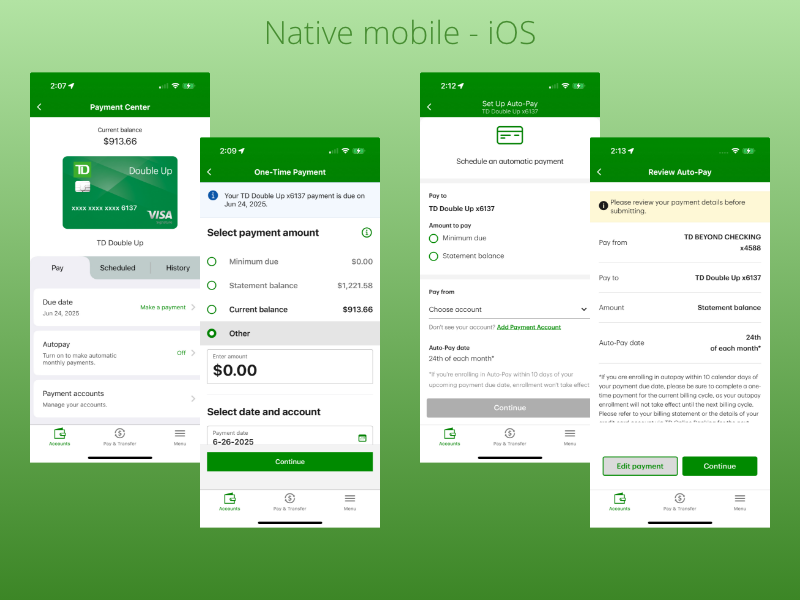 Native mobile - iOS
2:07
Payment Center
Current balance
$913.66
TD
Double Up
xxxx xxxx xxxx 6137
VISA
TD Double Up
Pay
Scheduled
History
Due date
Jun 24, 2025
Make a payment
Autopay
Turn on to make automatic
monthly payments.
Off
Payment accounts
Manage your accounts.
Accounts
Pay & Transfer
Menu
2:09
One-Time Payment
Your TD Double Up x6137 payment is due on
Jun 24, 2025.
Select payment amount
Minimum due $0.00
Statement balance $1,221.58
Current balance $913.66
Other
Enter amount
$0.00
Select date and account
Payment date
6-26-2025
Continue
Accounts
Pay & Transfer
Menu
2:12
Set Up Auto-Pay
TD Double Up x6137
Schedule an automatic payment
Pay to
TD Double Up x6137
Amount to pay
Minimum due
Statement balance
Pay from
Choose account
Don't see your account? Add Payment Account
Auto-Pay date
24th of each month*
*If you're enrolling in Auto-Pay within 10 days of your
upcoming payment due date, enrollment won't take effect
Continue
Accounts
Pay & Transfer
Menu
2:13
Review Auto-Pay
Please review your payment details before
submitting.
Pay from
TD BEYOND CHECKING
x4588
Pay to
TD Double Up x6137
Amount
Statement balance
Auto-Pay date
24th
of each month*
*If you're enrolling in autopay within 10 calendar days of
your payment due date, please be sure to complete a one-
time payment for the current billing cycle, as your autopay
enrollment will not take effect until the next billing cycle.
Please refer to your billing statement or the details of your
Edit payment
Continue
Accounts
Pay & Transfer
Menu